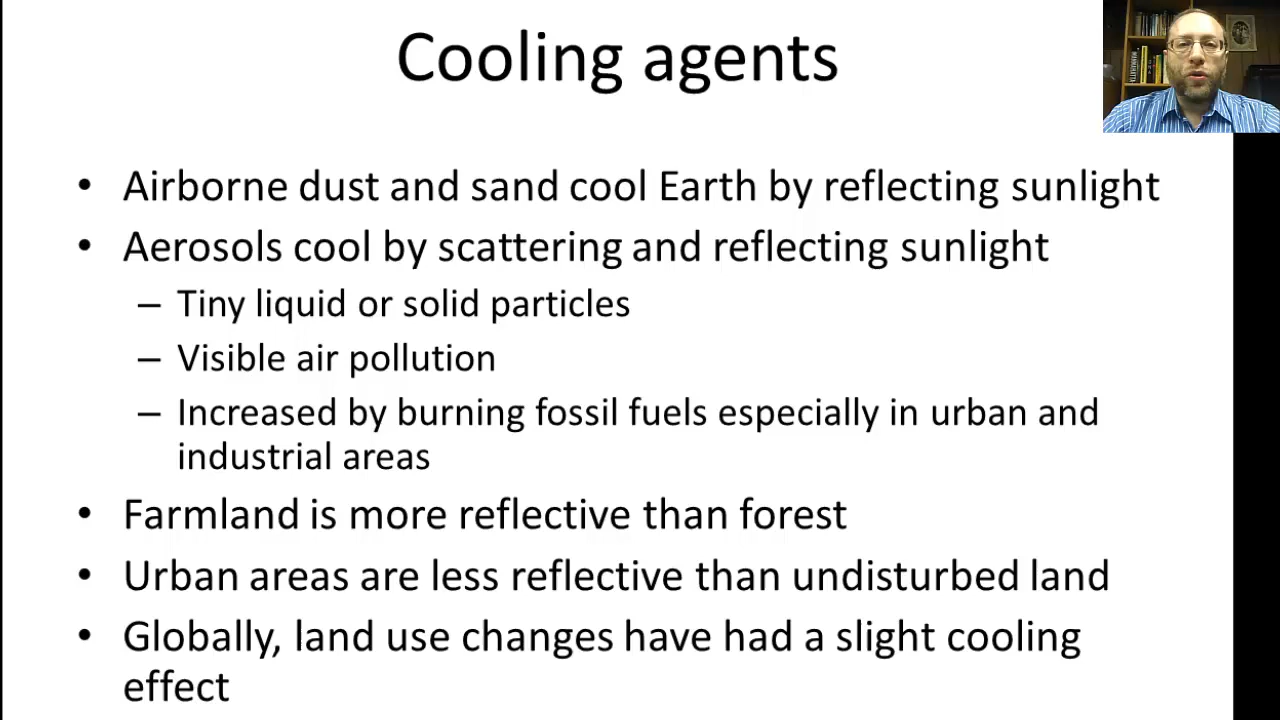 Cooling agents
• Airborne dust and sand cool Earth by reflecting sunlight
• Aerosols cool by scattering and reflecting sunlight
– Tiny liquid or solid particles
– Visible air pollution
– Increased by burning fossil fuels especially in urban and
industrial areas
• Farmland is more reflective than forest
• Urban areas are less reflective than undisturbed land
• Globally, land use changes have had a slight cooling
effect